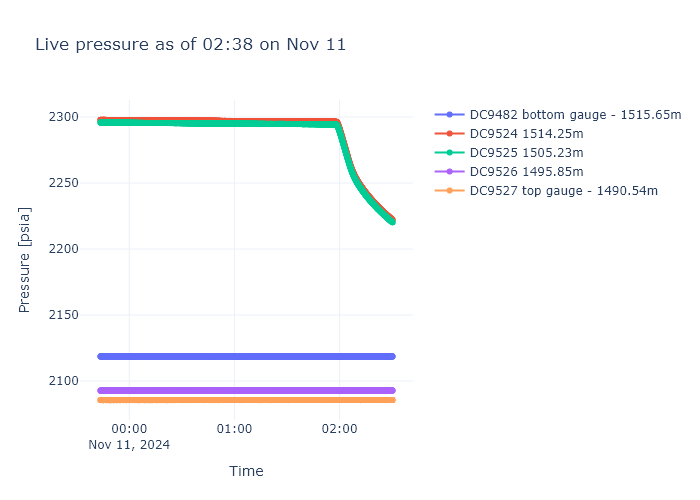 Live pressure as of 02:38 on Nov 11
DC9482 bottom gauge - 1515.65m
DC9524 1514.25m
DC9525 1505.23m
DC9526 1495.85m
DC9527 top gauge - 1490.54m
Pressure [psia]
2300
2250
2200
2150
2100
00:00
01:00
02:00
Nov 11, 2024
Time